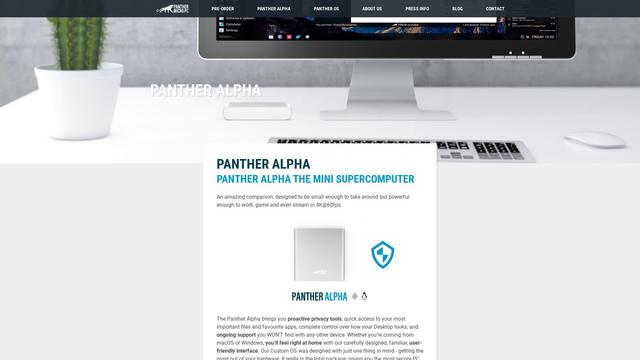 PANTHER
MICRO PC
PRE-ORDER
PANTHER ALPHA
PANTHER OS
ABOUT US
PRESS INFO
BLOG
CONTACT
Calculator
Settings
FRIDAY 13:00
PANTHER ALPHA
PANTHER ALPHA
PANTHER ALPHA THE MINI SUPERCOMPUTER
An amazing companion, designed to be small enough to take around but powerful
enough to work, game and even stream in 4K@60fps.
PANTHER ALPHA
The Panther Alpha brings you proactive privacy tools, quick access to your most
important files and favourite apps, complete control over how your Desktop looks, and
ongoing support you WON'T find with any other device. Whether you're coming from
macOS or Windows, you'll feel right at home with our carefully designed, familiar, user-
friendly interface. Our Custom OS was designed with just one thing in mind - getting the
most out of your hardware. It really is the total package, giving you the most secure PC